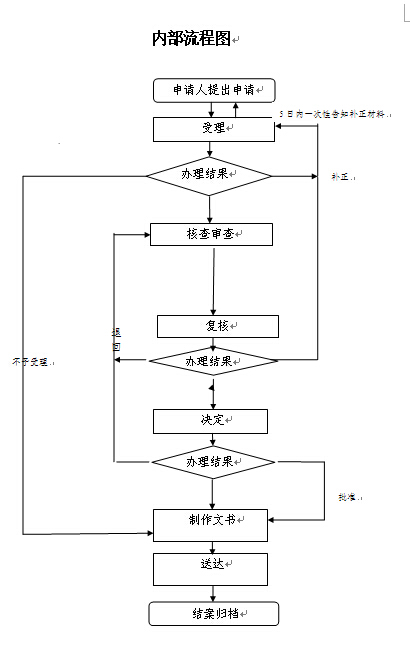 内部流程图
申请人提出申请
5日内一次性告知补正材料
受理
办理结果
补正
核查审查
复核
退回
不予受理
办理结果
决定
办理结果
批准
制作文书
送达
结案归档